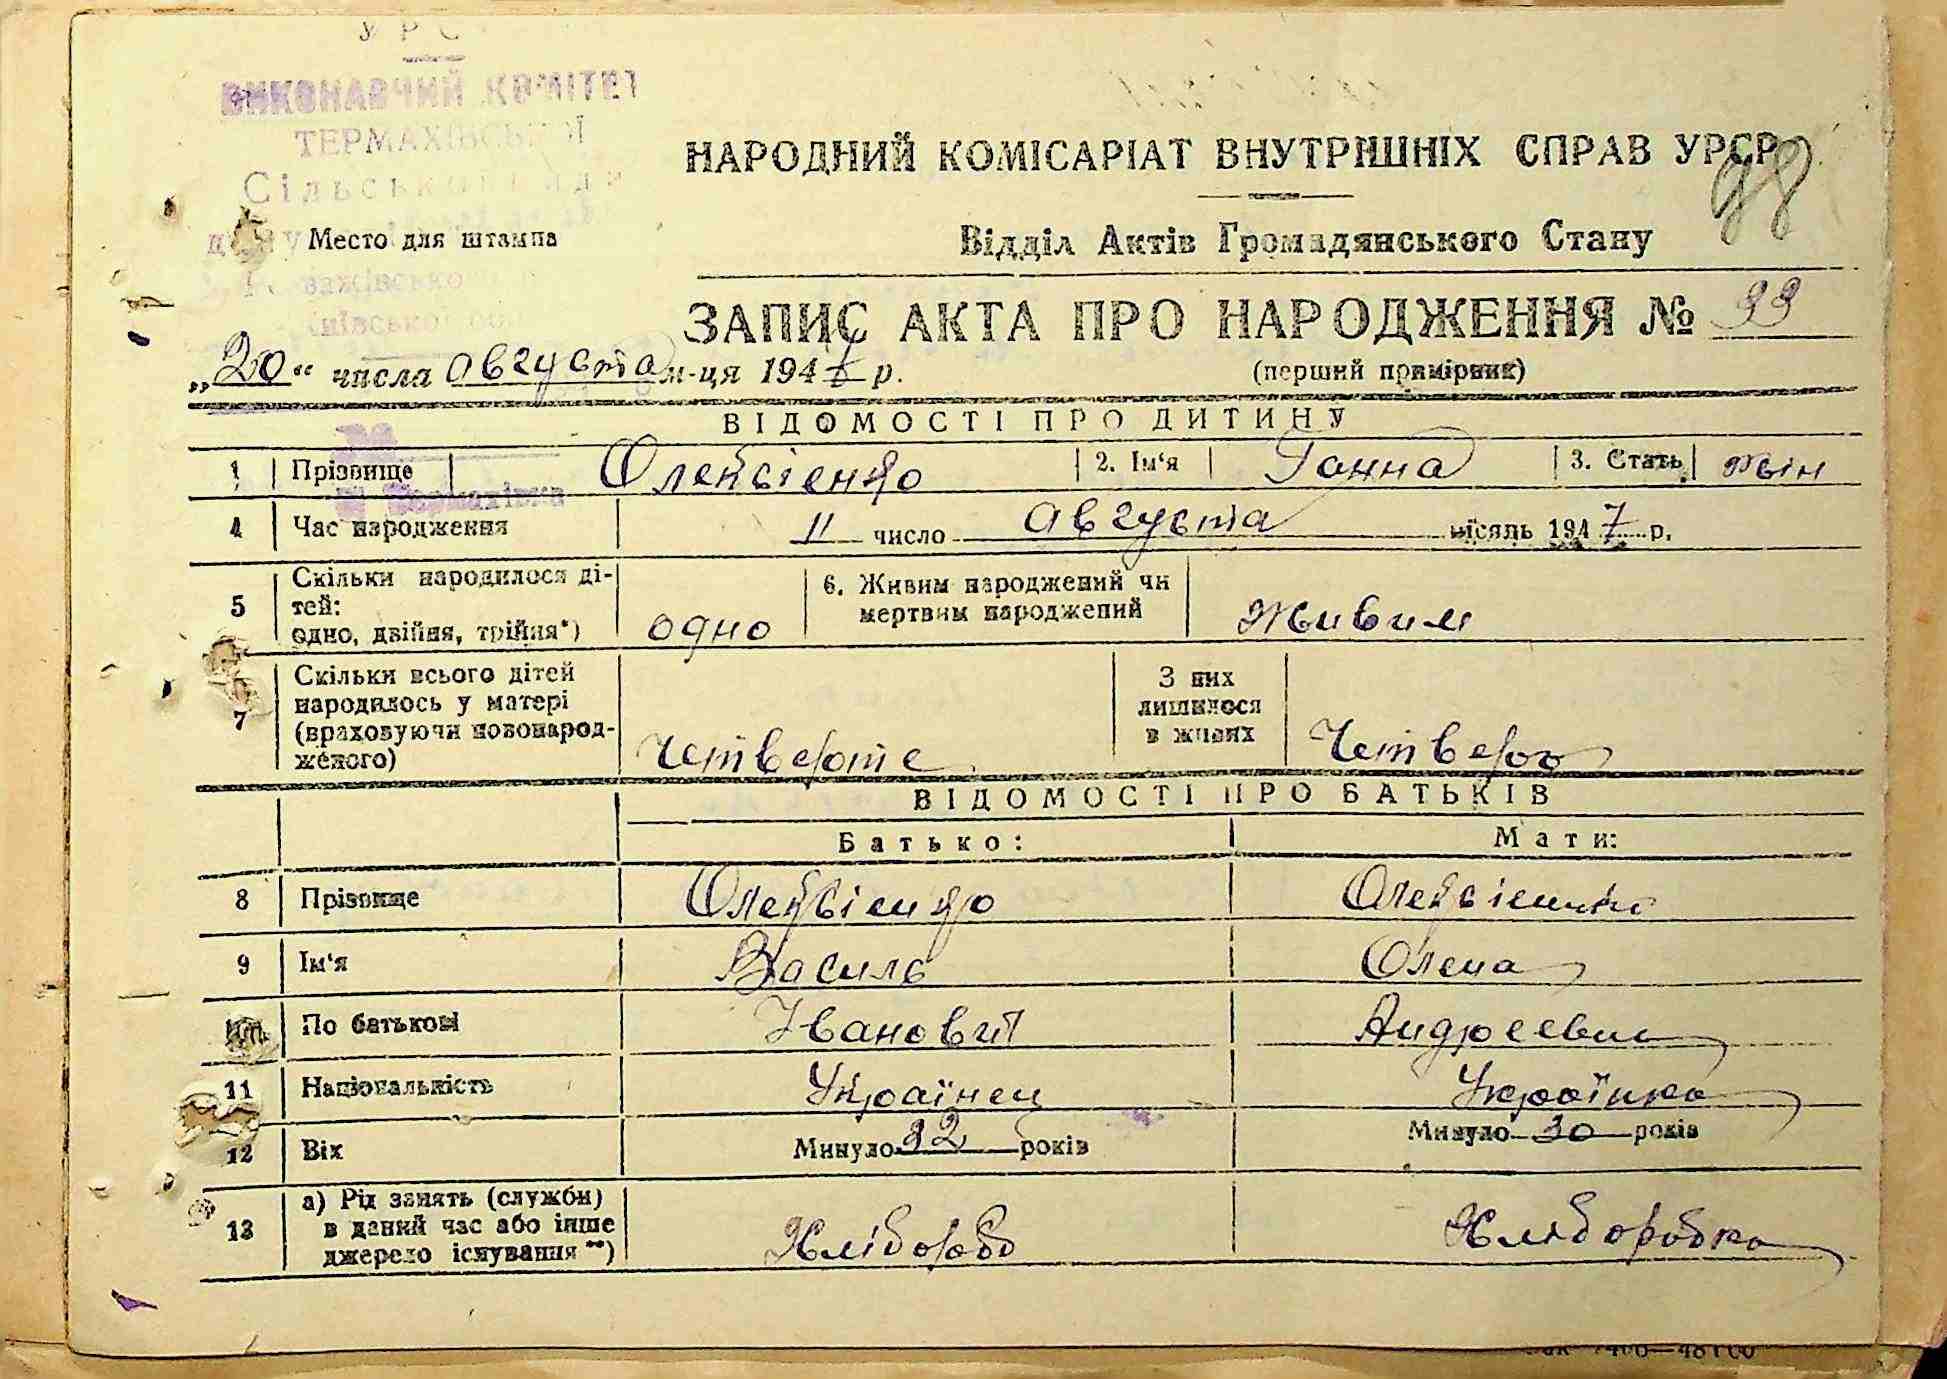 УРС
ВИКОНАВЧИЙ КОМІТЕТ
ТЕРМАХІВСЬКОЇ
Сільської Ради
Место для штампа
НАРОДНИЙ КОМІСАРІАТ ВНУТРІШНІХ СПРАВ УРСР
98
Відділ Актів Громадянського Стану
ЗАПИС АКТА ПРО НАРОДЖЕННЯ № 33
„20“ числа августа м-ця 1947 р.
(перший примірник)
ВІДОМОСТІ ПРО ДИТИНУ
1 Прізвище Олексієнко 2. Ім‘я Ганна 3. Стать жін
4 Час народження 11 число августа місяць 1947 р.
5 Скільки народилося дітей: одно, двійня, трійня*) одно 6. Живим народжений чи мертвим народжений Живим
7 Скільки всього дітей народилось у матері (враховуючи новонародженого) Четверте З них лишилося в живих Четверо
ВІДОМОСТІ ПРО БАТЬКІВ
Батько: Мати:
8 Прізвище Олексієнко Олексієнко
9 Ім‘я Василь Олена
По батькові Іванович Андреевна
11 Національність Українец Українка
12 Вік Минуло 32 років Минуло 30 років
13 а) Рід занять (служби) в даний час або інше джерело існування**) Хлібороб Хліборобка